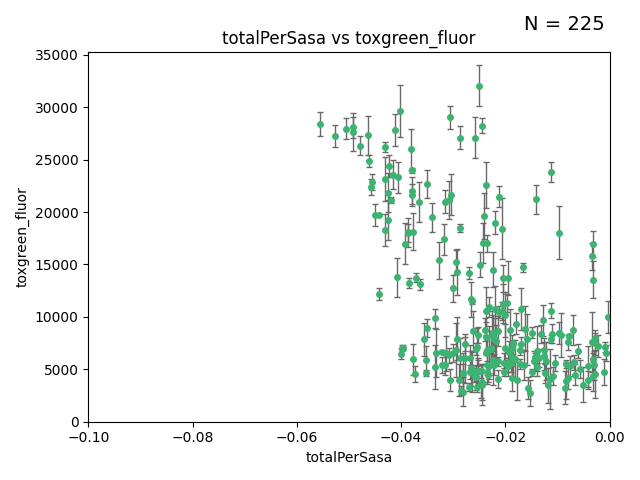 N = 225
totalPerSasa vs toxgreen_fluor
35000
30000
25000
20000
15000
10000
5000
0
toxgreen_fluor
−0.10 −0.08 −0.06 −0.04 −0.02 0.00
totalPerSasa